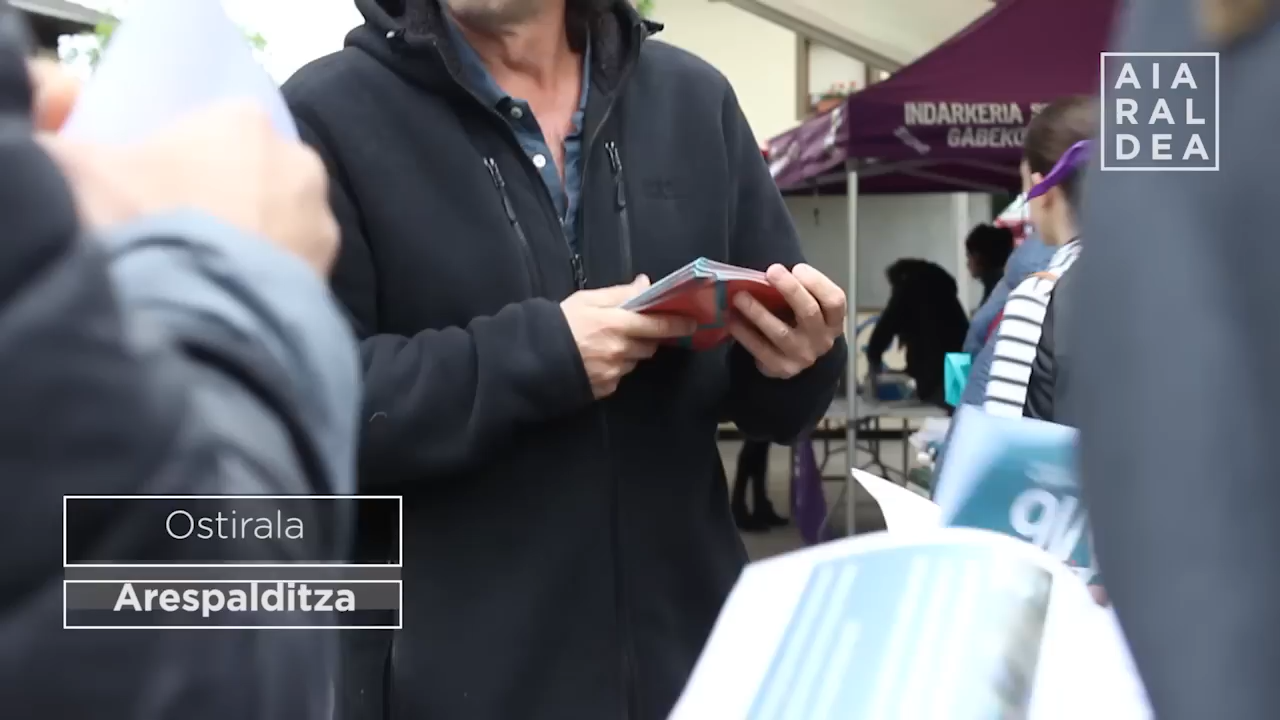 INDARKERIA
GABEKO
AIA
RAL
DEA
Ostirala
Arespalditza